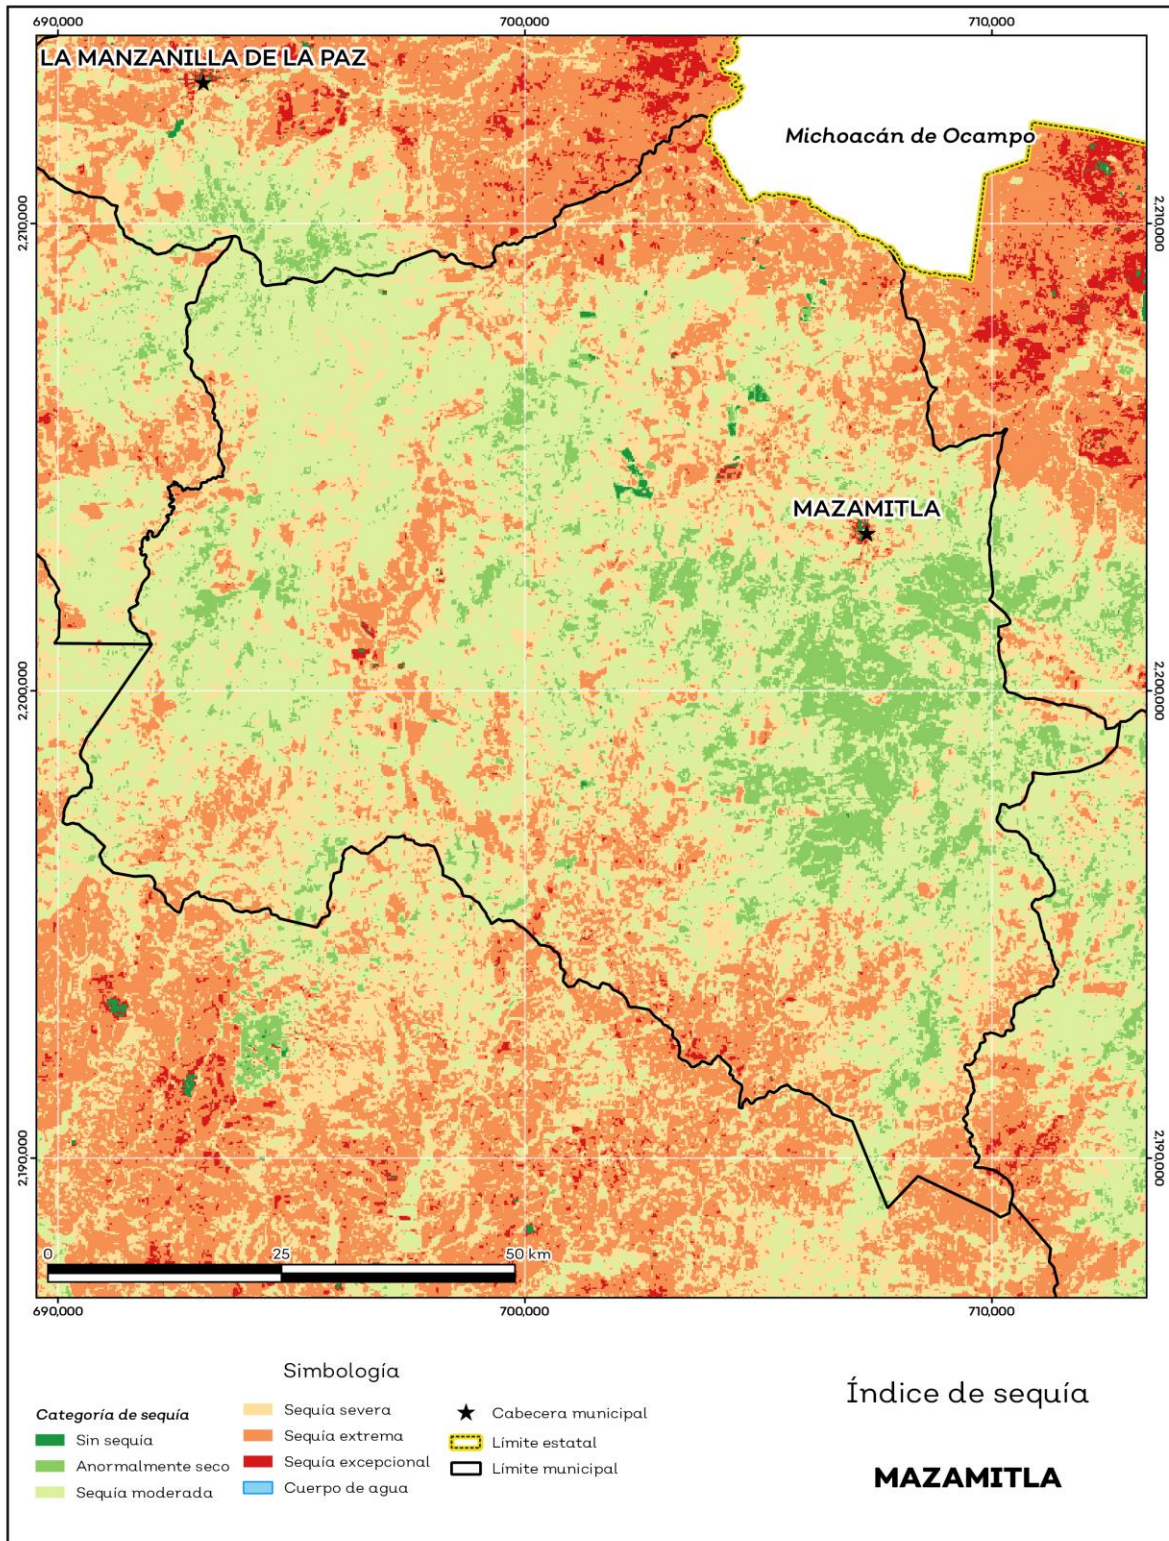 690,000
700,000
710,000
LA MANZANILLA DE LA PAZ
Michoacán de Ocampo
2,210,000
2,210,000
MAZAMITLA
2,200,000
2,200,000
2,190,000
2,190,000
0 25 50 km
690,000
700,000
710,000
Simbología
Categoría de sequía
Sin sequía
Anormalmente seco
Sequía moderada
Sequía severa
Sequía extrema
Sequía excepcional
Cuerpo de agua
Cabecera municipal
Límite estatal
Límite municipal
Índice de sequía
MAZAMITLA